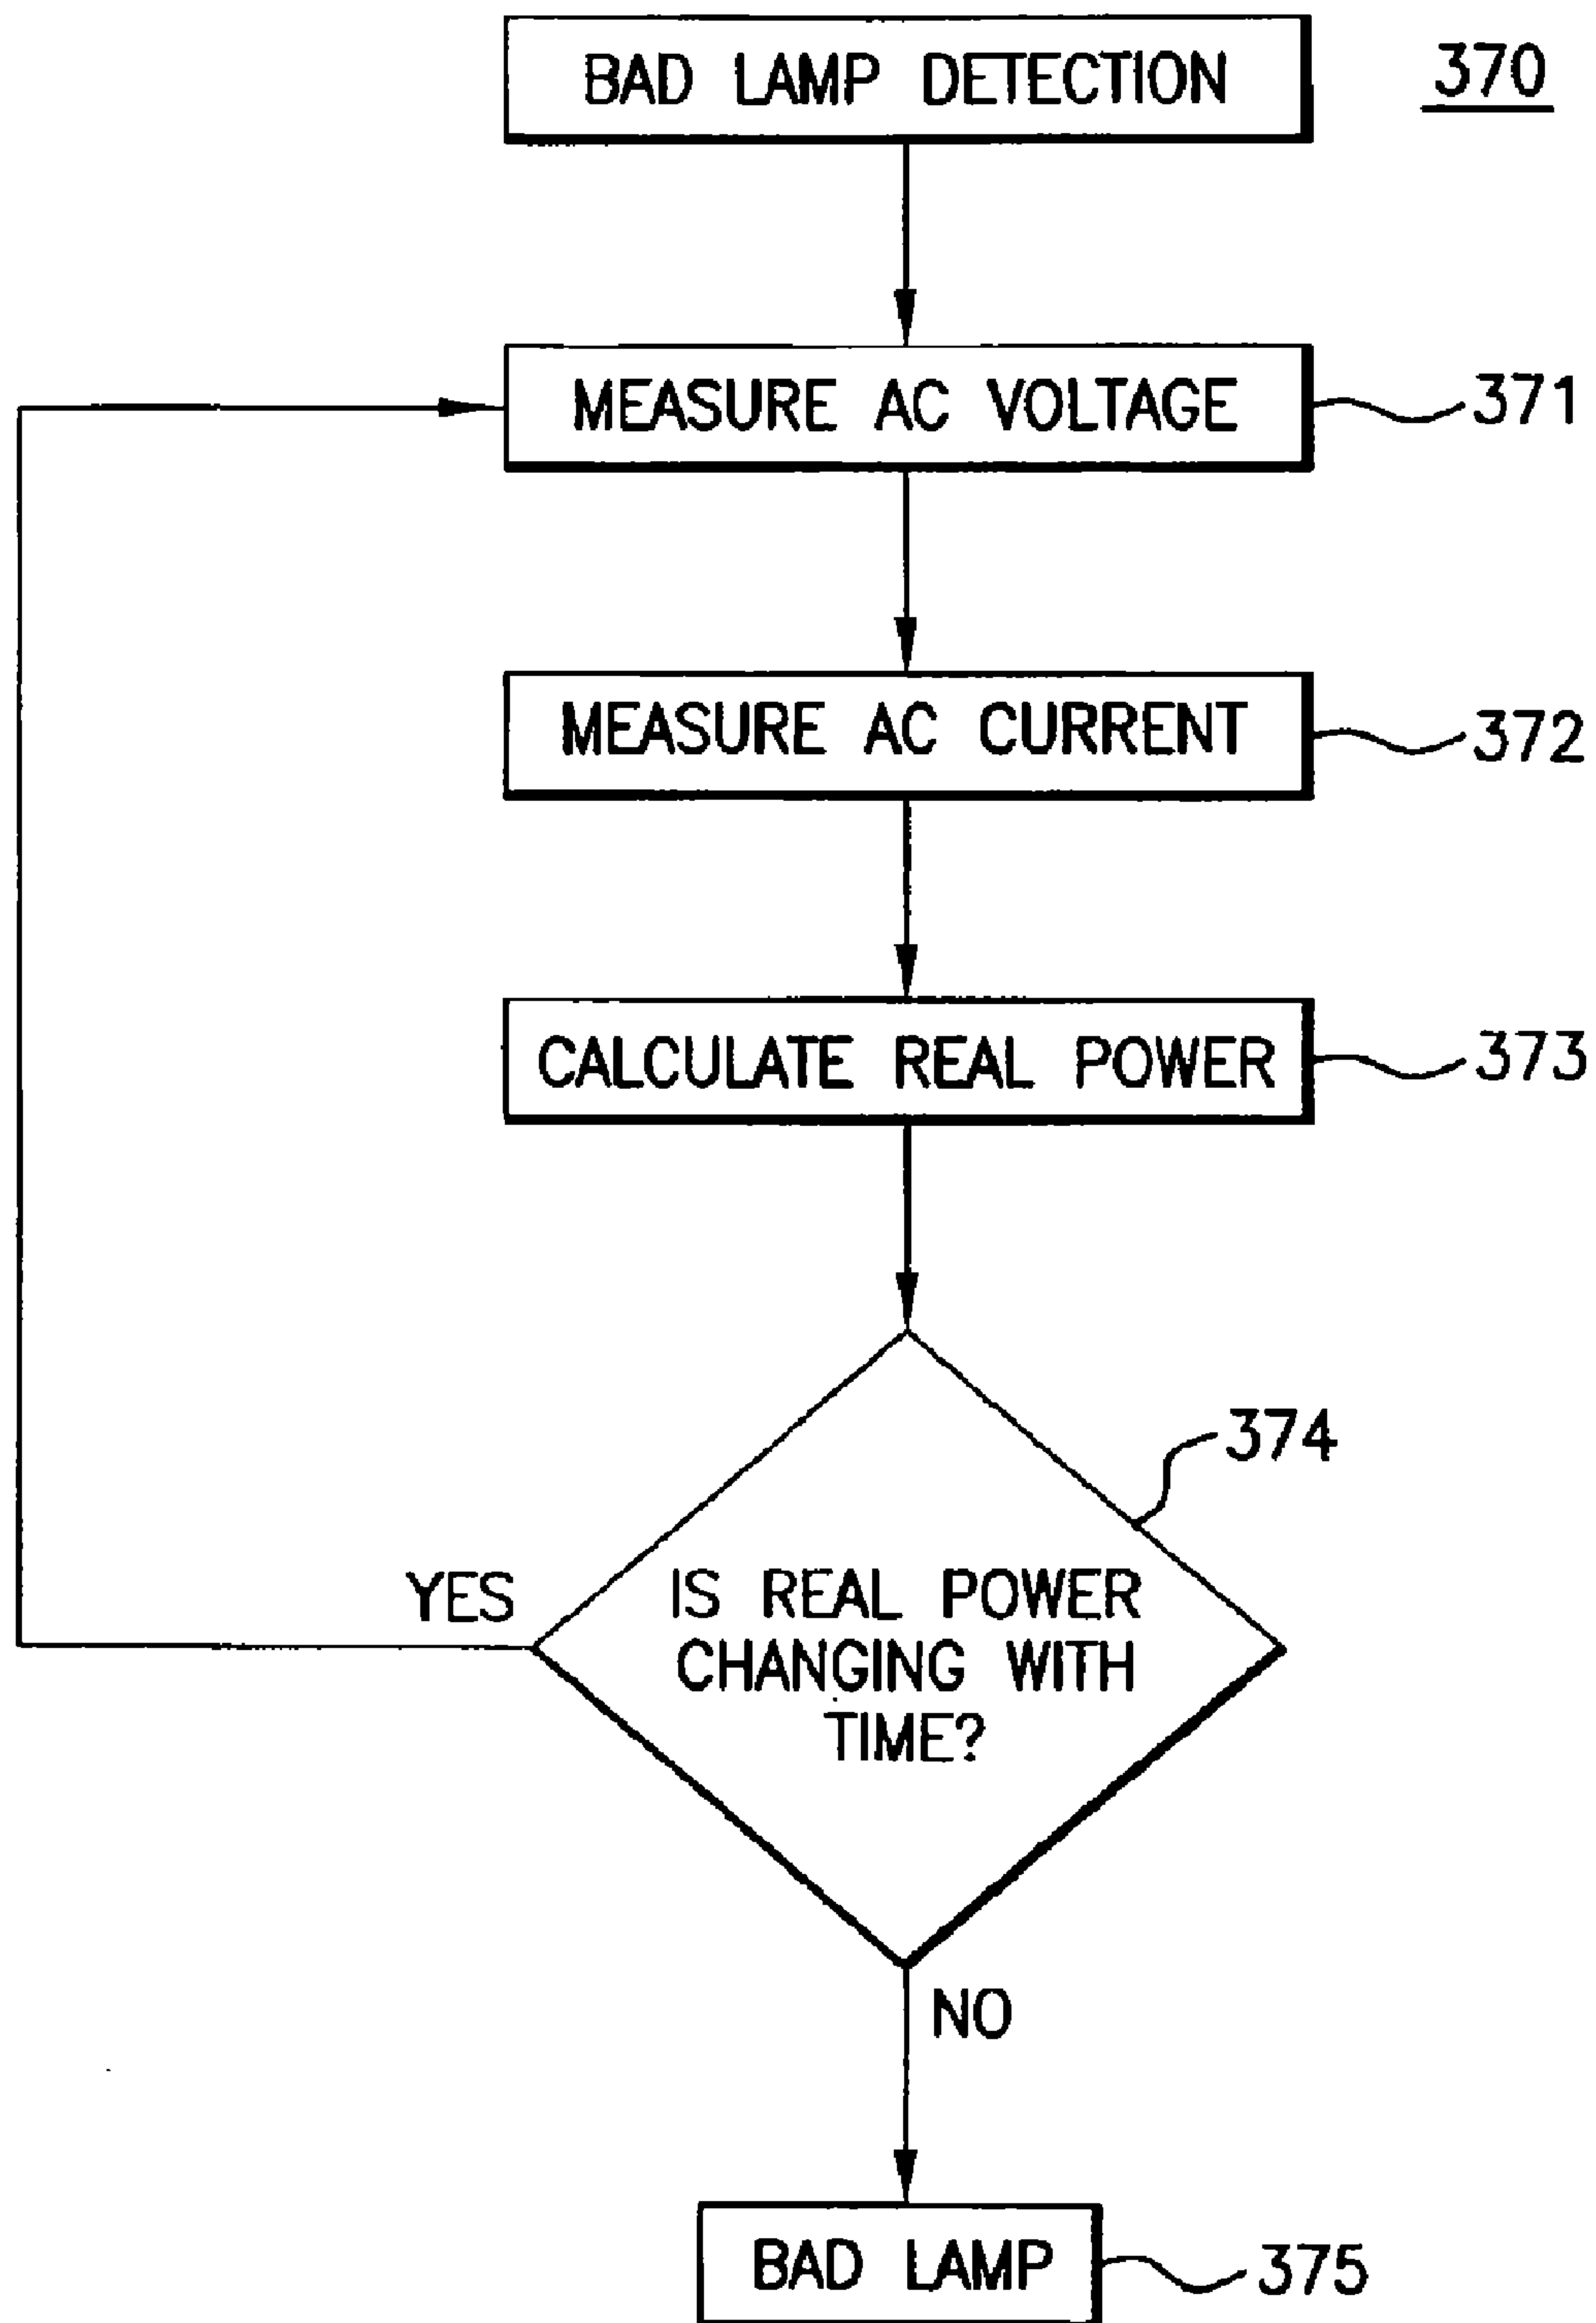 BAD LAMP DETECTION
370
MEASURE AC VOLTAGE
371
MEASURE AC CURRENT
372
CALCULATE REAL POWER
373
374
YES
IS REAL POWER
CHANGING WITH
TIME?
NO
BAD LAMP
375